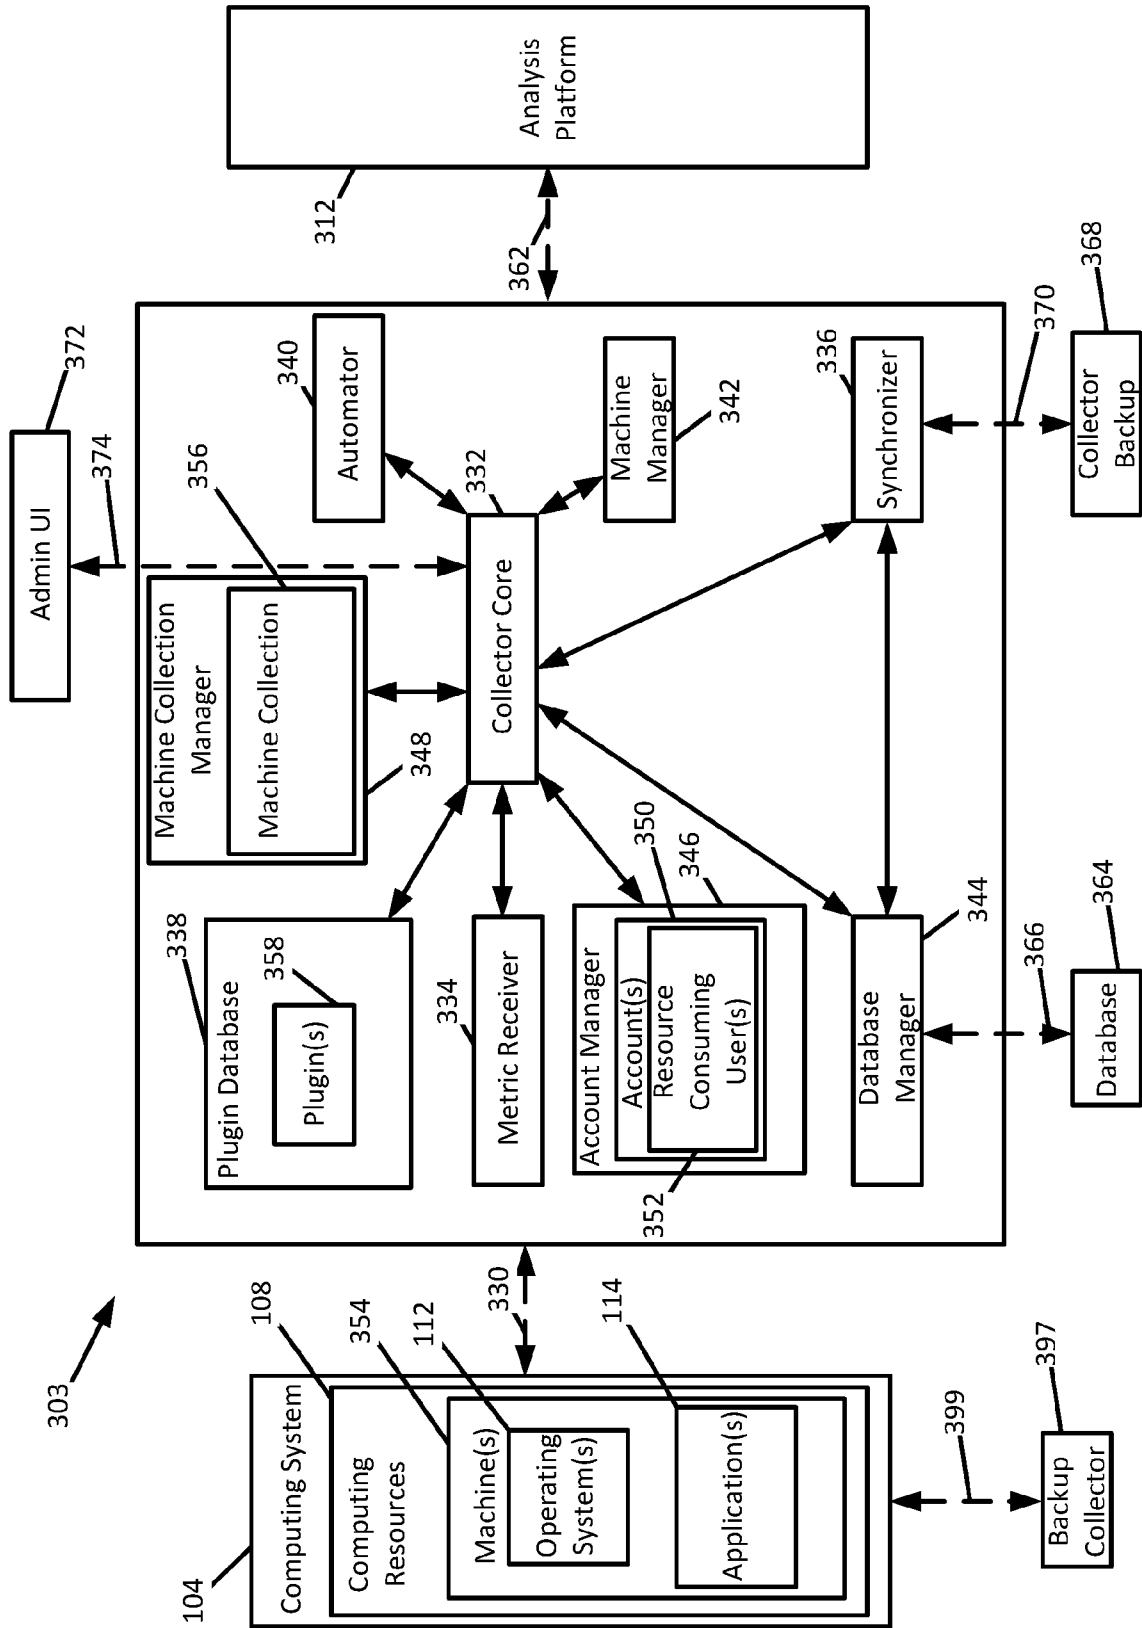 303
104
Computing System
108
Computing
Resources
354
Machine(s)
112
Operating
System(s)
114
Application(s)
330
399
397
Backup
Collector
338
Plugin Database
358
Plugin(s)
334
Metric Receiver
Account Manager
350
346
Account(s)
Resource
Consuming
User(s)
352
Database
Manager
344
366
364
Database
Machine Collection
Manager
356
Machine Collection
348
332
Collector Core
372
Admin UI
374
340
Automator
Machine
Manager
342
336
Synchronizer
370
368
Collector
Backup
362
312
Analysis
Platform